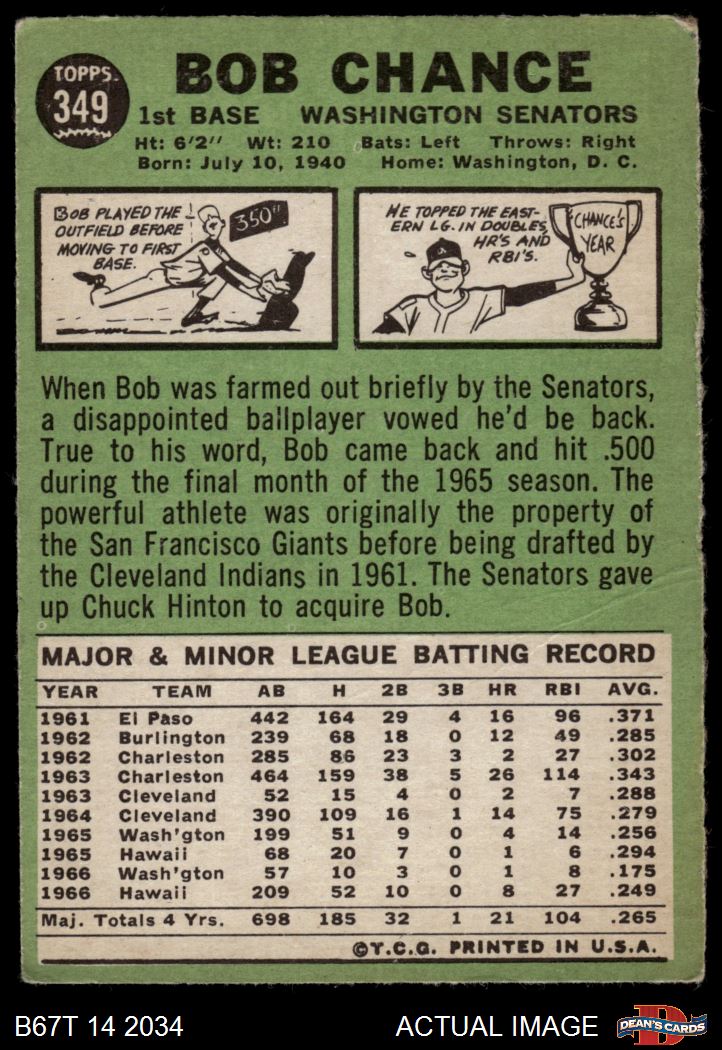 TOPPS
349
BOB CHANCE
1st BASE WASHINGTON SENATORS
Ht: 6'2" Wt: 210 Bats: Left Throws: Right
Born: July 10, 1940 Home: Washington, D. C.
BOB PLAYED THE
OUTFIELD BEFORE
MOVING TO FIRST
BASE.
350FT
HE TOPPED THE EAST-
ERN LG. IN DOUBLES,
HR'S AND
RBI'S.
CHANCE'S
YEAR
When Bob was farmed out briefly by the Senators,
a disappointed ballplayer vowed he'd be back.
True to his word, Bob came back and hit .500
during the final month of the 1965 season. The
powerful athlete was originally the property of
the San Francisco Giants before being drafted by
the Cleveland Indians in 1961. The Senators gave
up Chuck Hinton to acquire Bob.
MAJOR & MINOR LEAGUE BATTING RECORD
YEAR TEAM AB H 2B 3B HR RBI AVG.
1961 El Paso 442 164 29 4 16 96 .371
1962 Burlington 239 68 18 0 12 49 .285
1962 Charleston 285 86 23 3 2 27 .302
1963 Charleston 464 159 38 5 26 114 .343
1963 Cleveland 52 15 4 0 2 7 .288
1964 Cleveland 390 109 16 1 14 75 .279
1965 Wash'gton 199 51 9 0 4 14 .256
1965 Hawaii 68 20 7 0 1 6 .294
1966 Wash'gton 57 10 3 0 1 8 .175
1966 Hawaii 209 52 10 0 8 27 .249
Maj. Totals 4 Yrs. 698 185 32 1 21 104 .265
©T.C.G. PRINTED IN U.S.A.
B67T 14 2034 ACTUAL IMAGE
D
DEAN'S CARDS